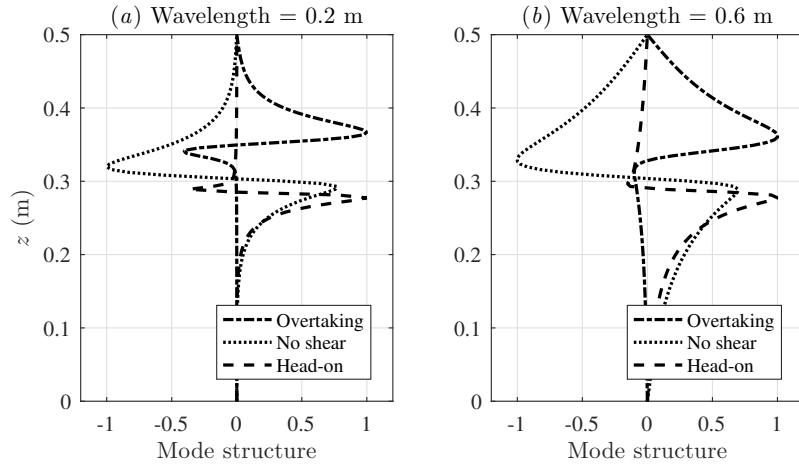 (a) Wavelength = 0.2 m
(b) Wavelength = 0.6 m
0.5
0.4
0.3
0.2
0.1
0
z (m)
-1
-0.5
0
0.5
1
Mode structure
Overtaking
No shear
Head-on
0.5
0.4
0.3
0.2
0.1
0
-1
-0.5
0
0.5
1
Mode structure
Overtaking
No shear
Head-on